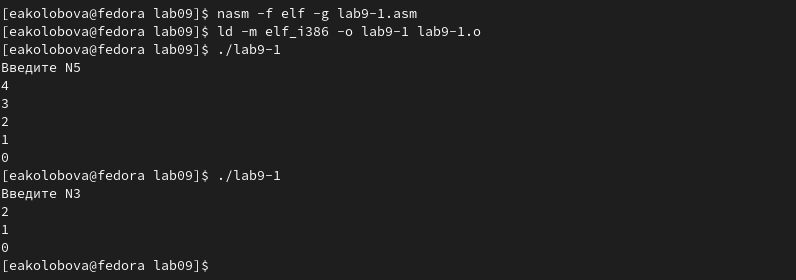 [eakolobova@fedora lab09]$ nasm -f elf -g lab9-1.asm
[eakolobova@fedora lab09]$ ld -m elf_i386 -o lab9-1 lab9-1.o
[eakolobova@fedora lab09]$ ./lab9-1
Введите N5
4
3
2
1
0
[eakolobova@fedora lab09]$ ./lab9-1
Введите N3
2
1
0
[eakolobova@fedora lab09]$